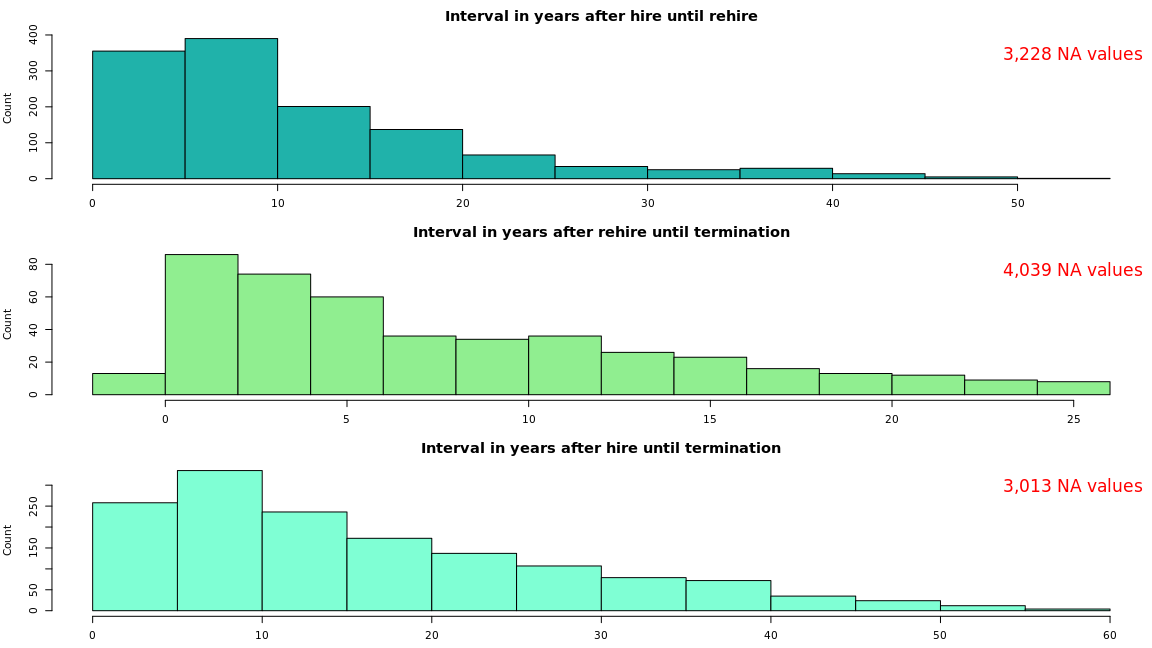 Interval in years after hire until rehire
3,228 NA values
Count
400
300
200
100
0
0 10 20 30 40 50
Interval in years after rehire until termination
4,039 NA values
Count
80
60
40
20
0
0 5 10 15 20 25
Interval in years after hire until termination
3,013 NA values
Count
250
150
50
0
0 10 20 30 40 50 60